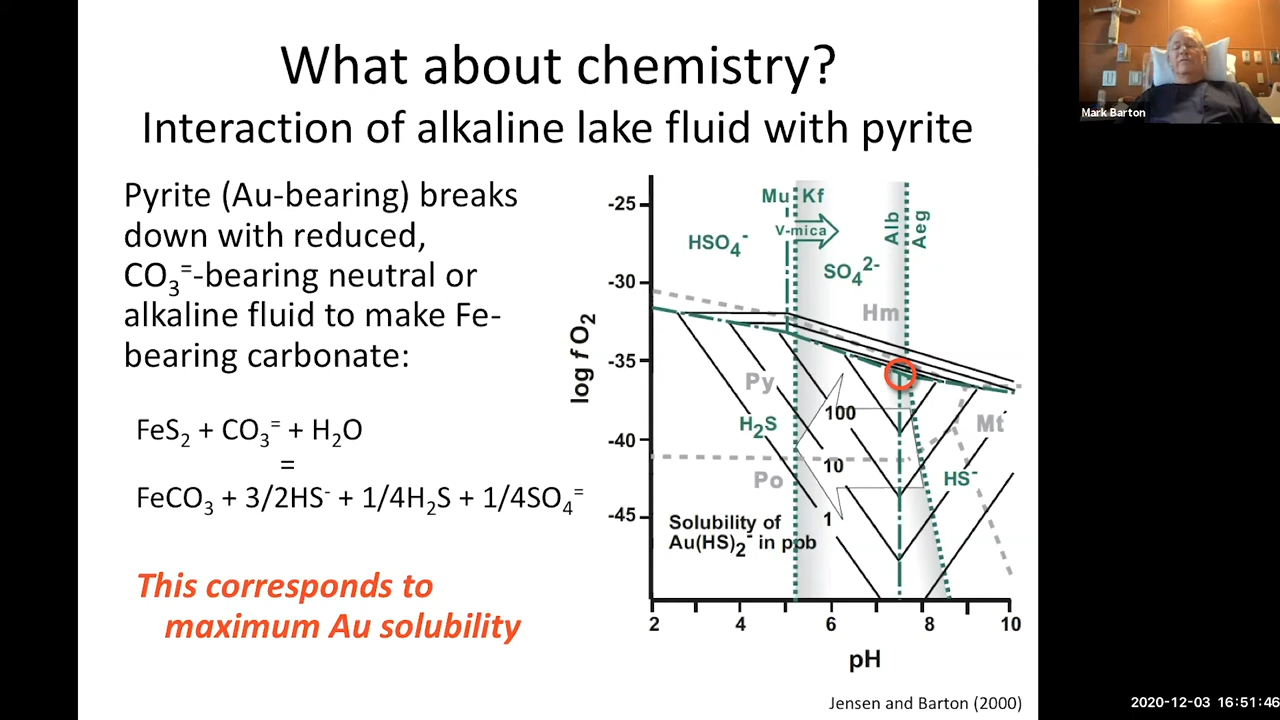 What about chemistry?
Interaction of alkaline lake fluid with pyrite
Pyrite (Au-bearing) breaks
down with reduced,
CO₃⁼-bearing neutral or
alkaline fluid to make Fe-
bearing carbonate:
FeS₂ + CO₃⁼ + H₂O
=
FeCO₃ + 3/2HS⁻ + 1/4H₂S + 1/4SO₄⁼
This corresponds to
maximum Au solubility
log f O₂
-25
-30
-35
-40
-45
Mu Kf
V-mica
HSO₄⁻
SO₄²⁻
Alb
Aeg
Hm
Py
H₂S
100
Mt
10
Po
HS⁻
1
Solubility of
Au(HS)₂⁻ in ppb
2 4 6 8 10
pH
Jensen and Barton (2000)
Mark Barton
2020-12-03 16:51:46